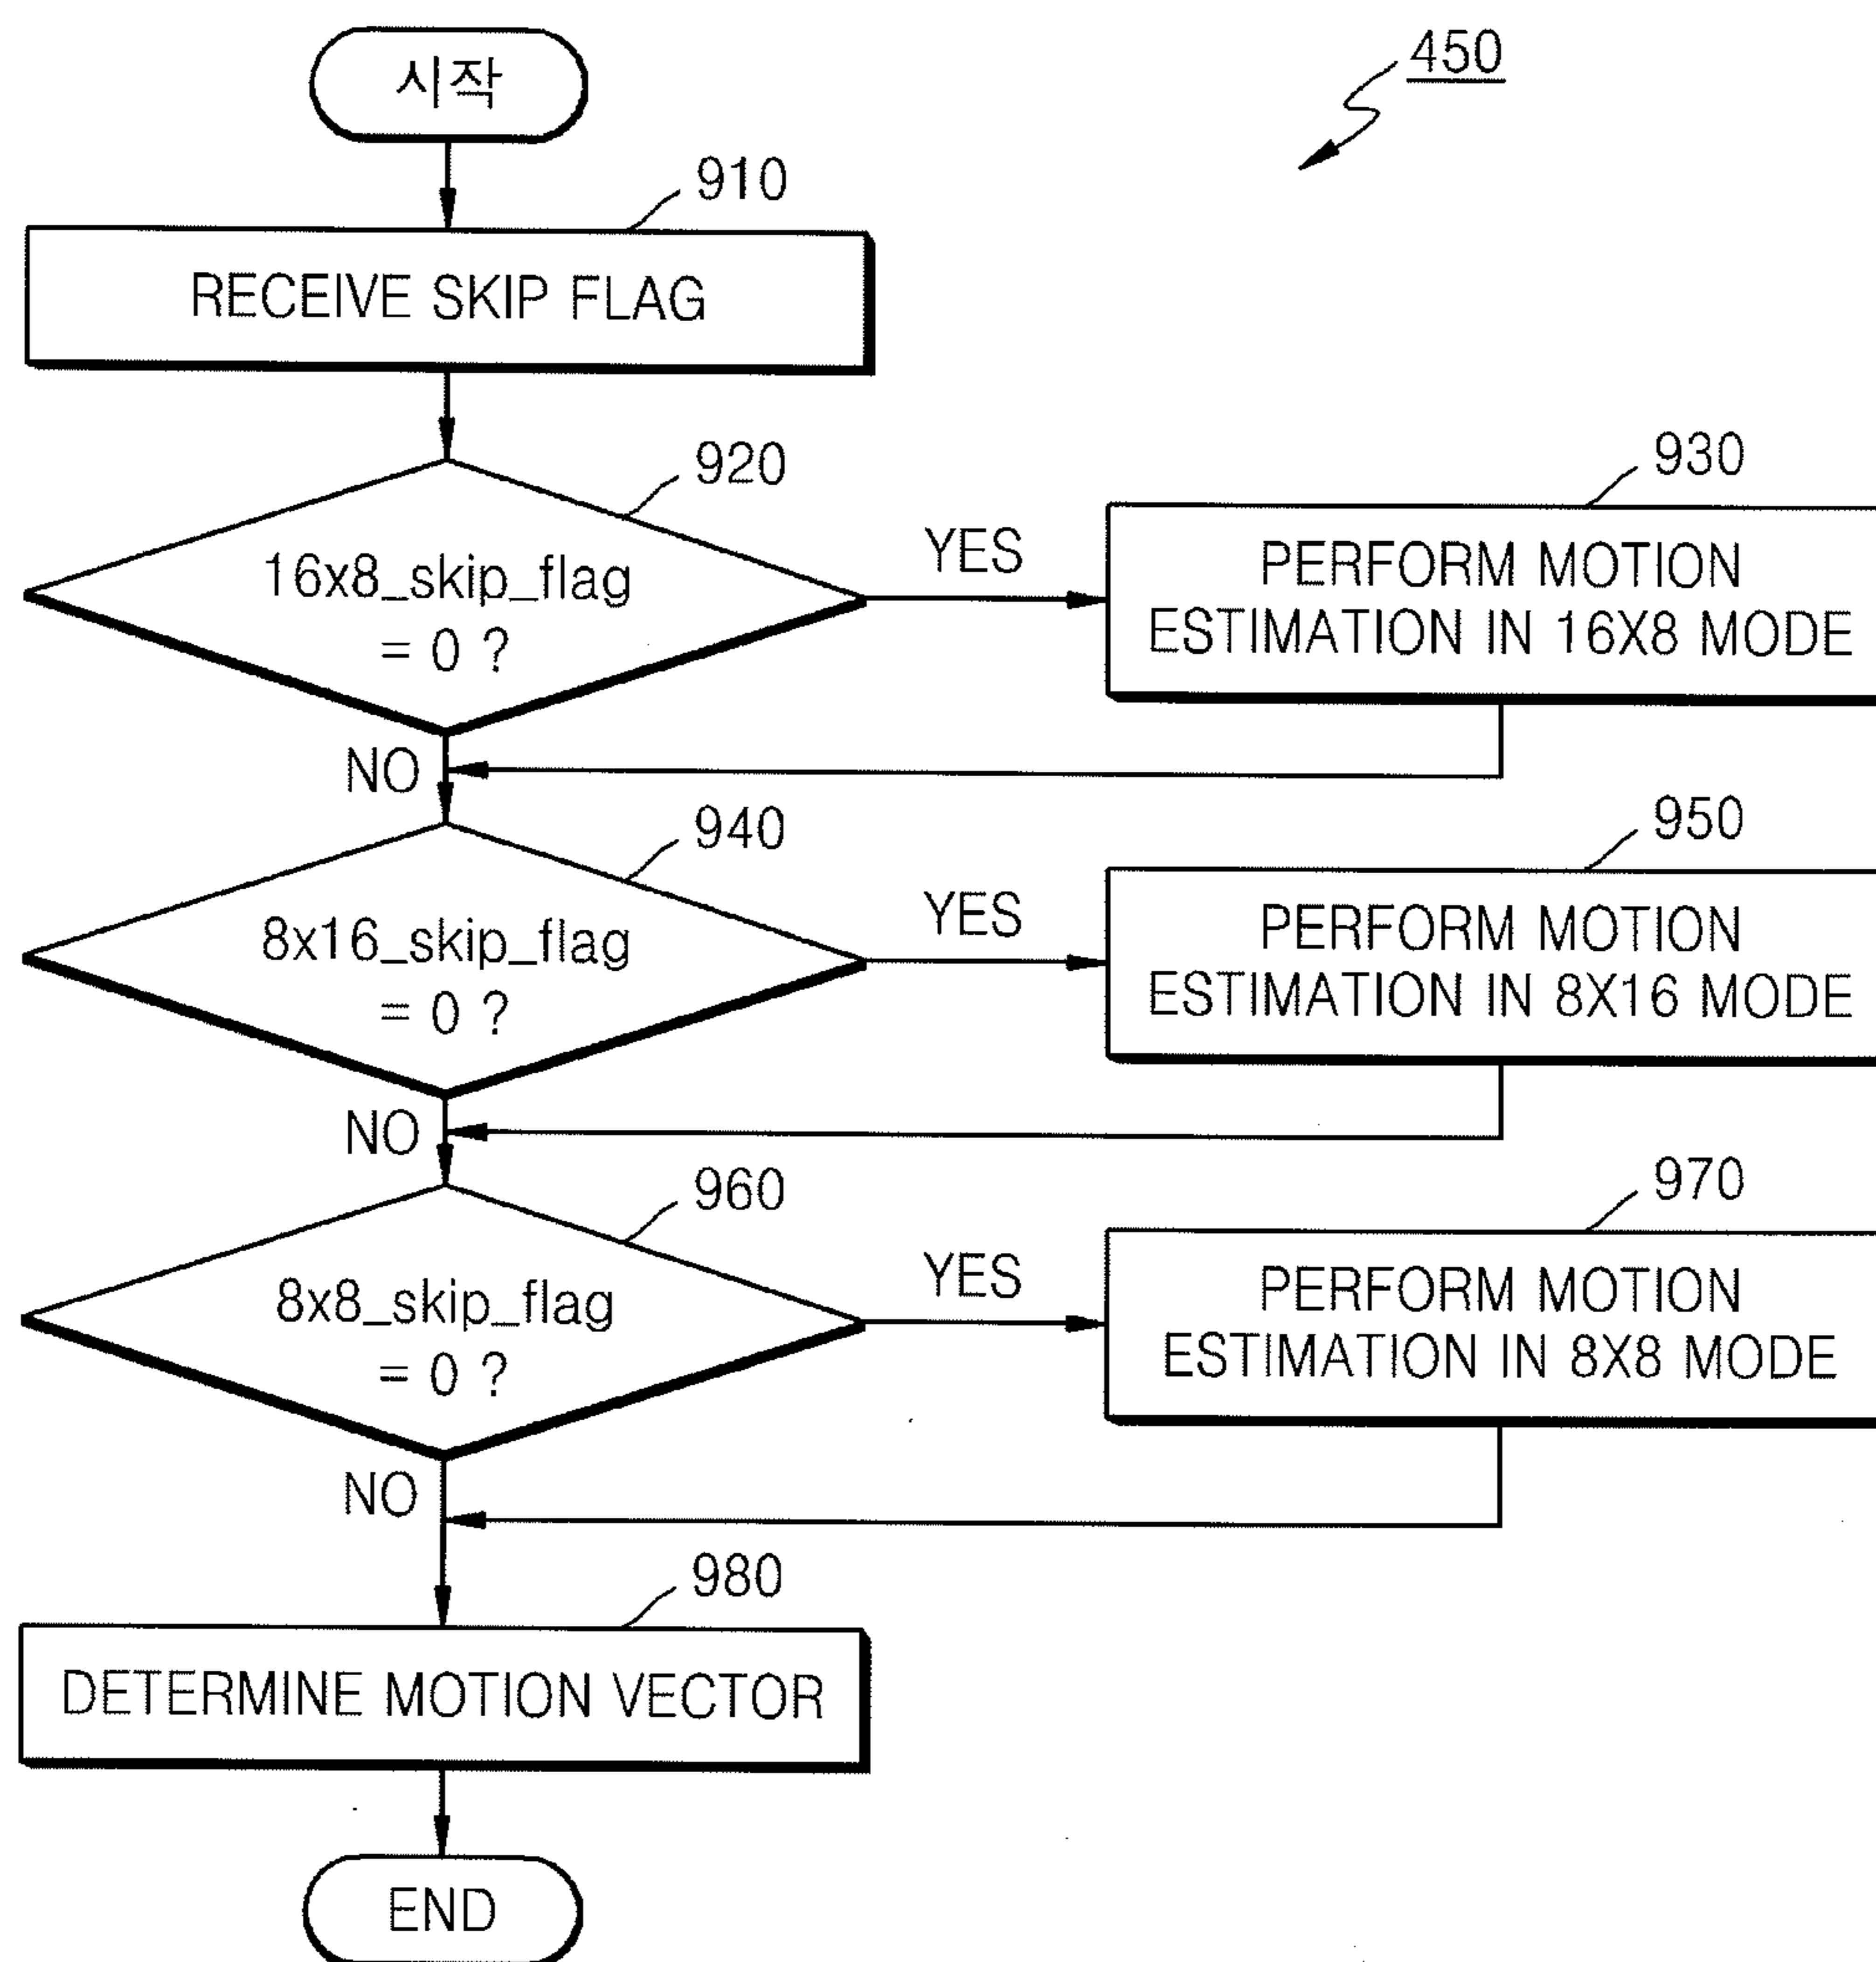 시작
450
910
RECEIVE SKIP FLAG
920
16x8_skip_flag
= 0 ?
YES
930
PERFORM MOTION
ESTIMATION IN 16X8 MODE
NO
940
8x16_skip_flag
= 0 ?
YES
950
PERFORM MOTION
ESTIMATION IN 8X16 MODE
NO
960
8x8_skip_flag
= 0 ?
YES
970
PERFORM MOTION
ESTIMATION IN 8X8 MODE
NO
980
DETERMINE MOTION VECTOR
END